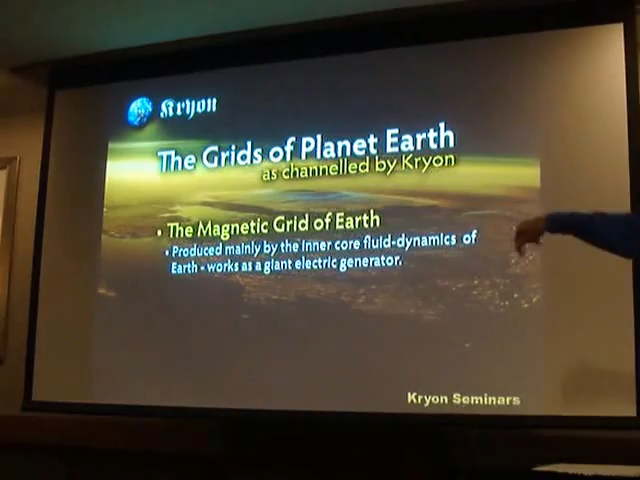 Kryon
The Grids of Planet Earth
as channelled by Kryon
• The Magnetic Grid of Earth
• Produced mainly by the inner core fluid-dynamics of
Earth - works as a giant electric generator.
Kryon Seminars